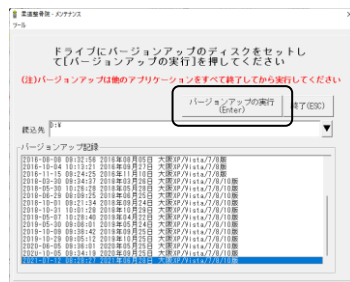 柔道整骨院 - メンテナンス
ツール
ドライブにバージョンアップのディスクをセットし
て[バージョンアップの実行]を押してください
(注)バージョンアップは他のアプリケーションをすべて終了してから実行してください
バージョンアップの実行
(Enter)
終了(ESC)
読込先 D:¥
バージョンアップ記録
2016-08-08 09:32:56 2016年08月05日 大阪XP/Vista/7/8版
2016-10-04 10:13:21 2016年09月27日 大阪XP/Vista/7/8版
2016-11-15 09:24:25 2016年11月10日 大阪XP/Vista/7/8版
2018-03-30 09:34:37 2018年03月28日 大阪XP/Vista/7/8/10版
2018-05-30 10:26:28 2018年05月28日 大阪XP/Vista/7/8/10版
2018-06-29 09:09:25 2018年06月25日 大阪XP/Vista/7/8/10版
2018-10-01 09:21:34 2018年09月24日 大阪XP/Vista/7/8/10版
2018-10-31 10:01:28 2018年10月29日 大阪XP/Vista/7/8/10版
2019-05-07 10:28:40 2019年04月22日 大阪XP/Vista/7/8/10版
2019-05-30 09:06:01 2019年05月24日 大阪XP/Vista/7/8/10版
2019-10-09 09:38:42 2019年09月25日 大阪XP/Vista/7/8/10版
2019-10-29 09:05:12 2019年10月25日 大阪XP/Vista/7/8/10版
2020-06-05 09:36:01 2020年05月25日 大阪XP/Vista/7/8/10版
2020-10-05 09:34:19 2020年09月25日 大阪XP/Vista/7/8/10版